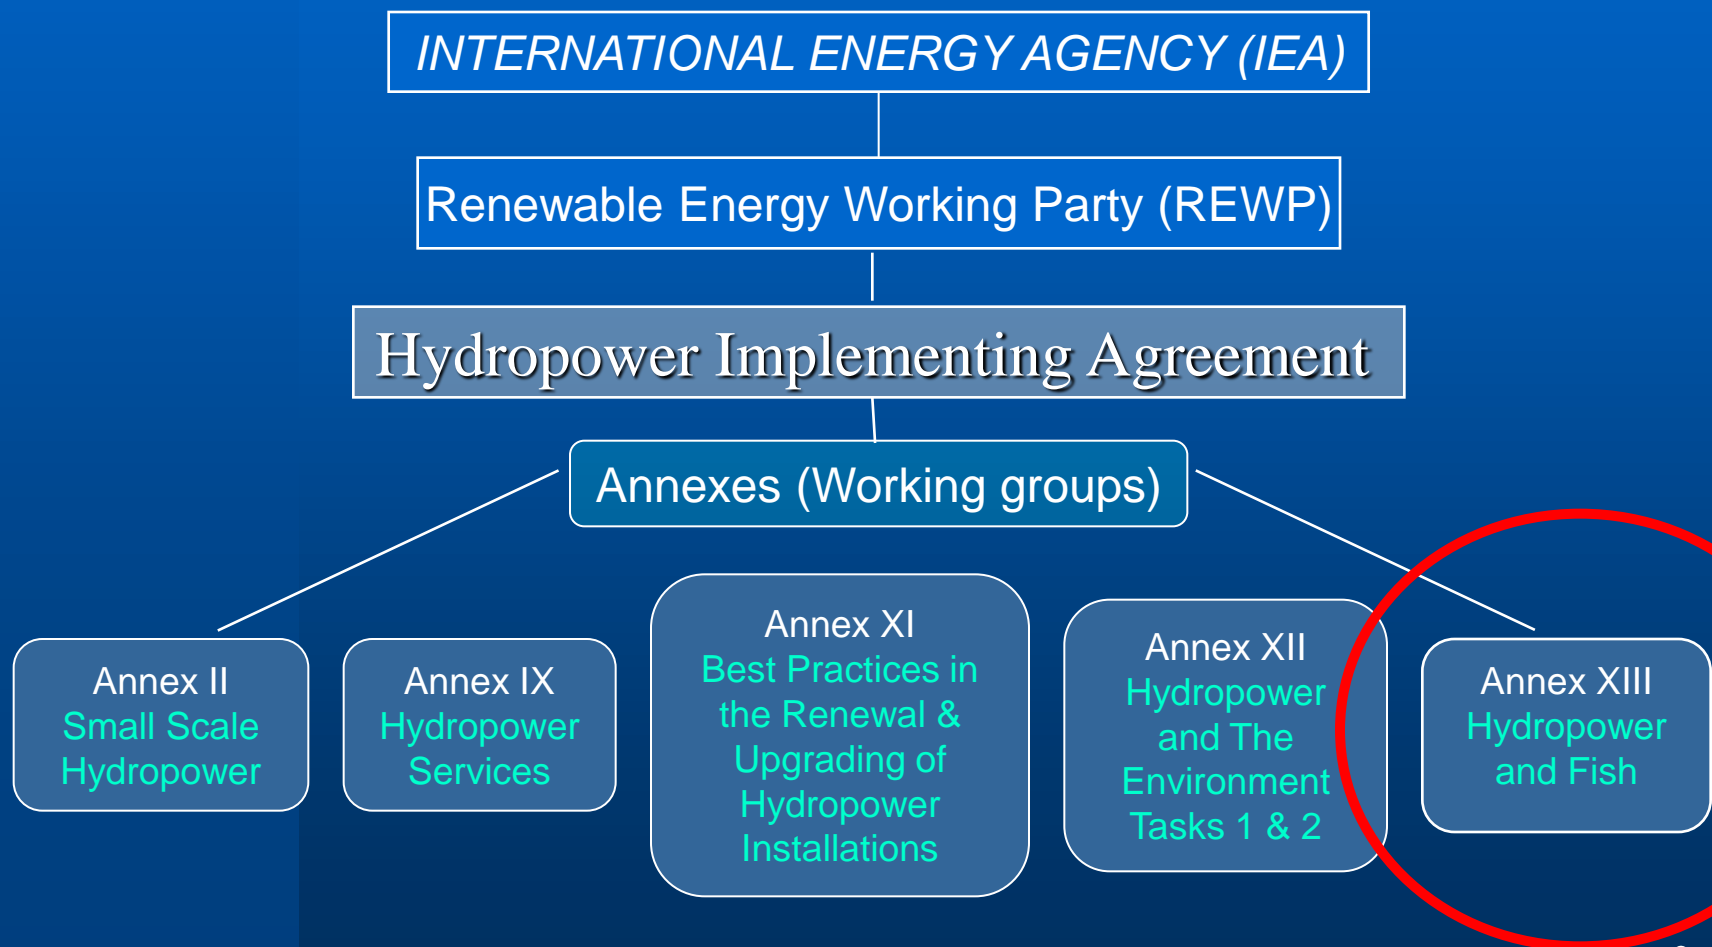 INTERNATIONAL ENERGY AGENCY (IEA)
Renewable Energy Working Party (REWP)
Hydropower Implementing Agreement
Annexes (Working groups)
Annex II
Small Scale
Hydropower
Annex IX
Hydropower
Services
Annex XI
Best Practices in
the Renewal &
Upgrading of
Hydropower
Installations
Annex XII
Hydropower
and The
Environment
Tasks 1 & 2
Annex XIII
Hydropower
and Fish